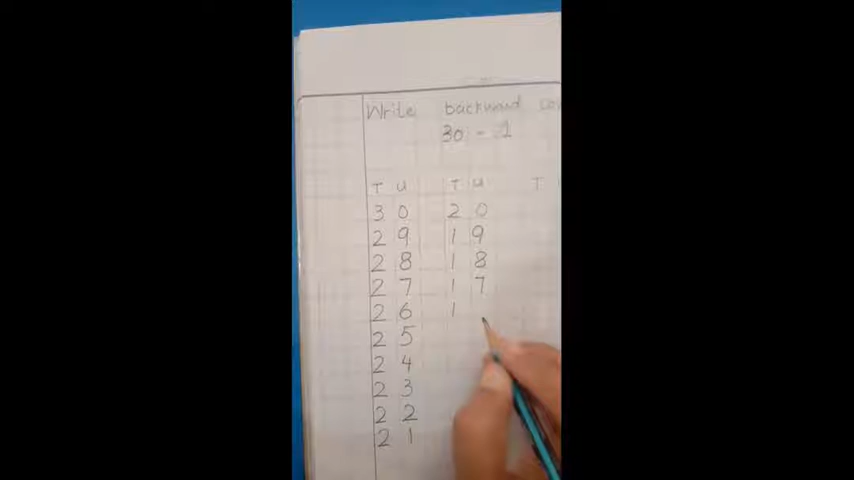 Write backward
30 - 1
T U T U T
3 0 2 0
2 9 1 9
2 8 1 8
2 7 1 7
2 6 1
2 5
2 4
2 3
2 2
2 1